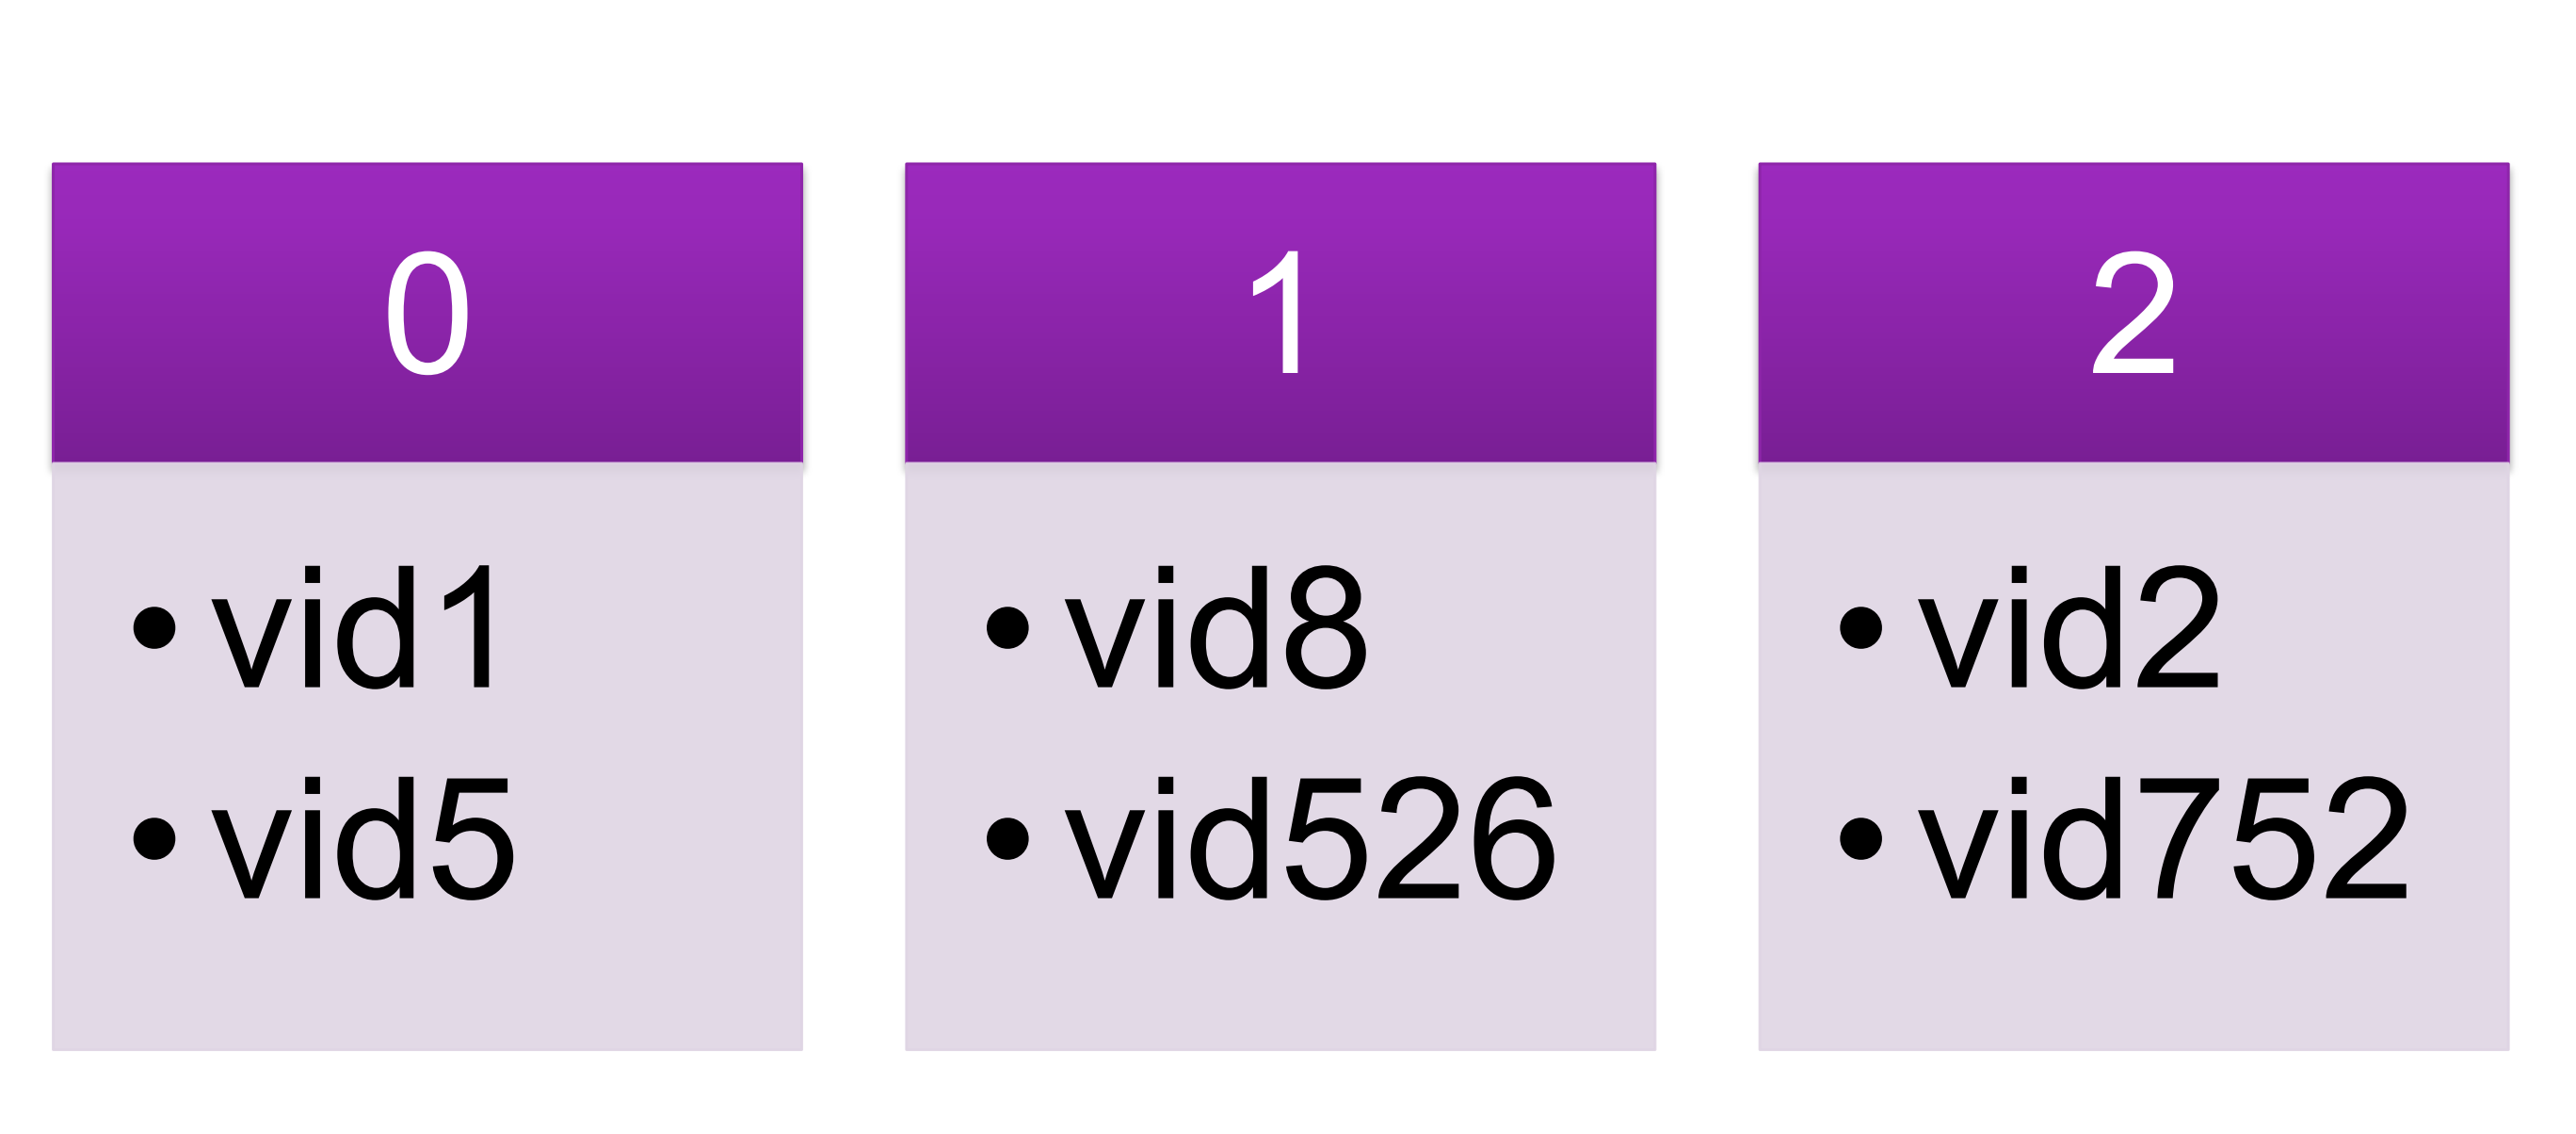 0
• vid1
• vid5
1
• vid8
• vid526
2
• vid2
• vid752